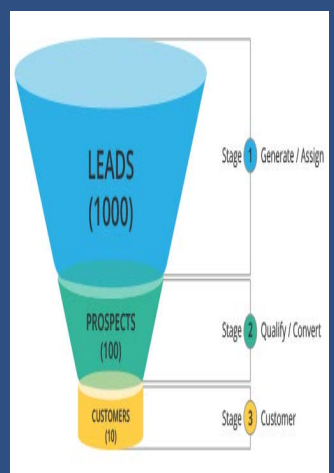 LEADS
(1000)
Stage 1 Generate / Assign
PROSPECTS
(100)
Stage 2 Qualify / Convert
CUSTOMERS
(10)
Stage 3 Customer